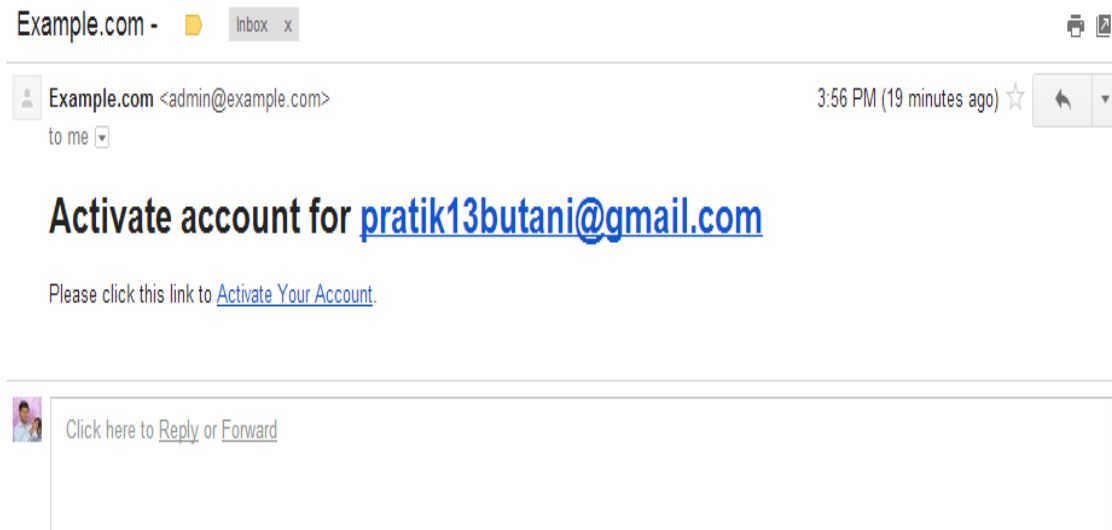 Example.com -
Inbox x
Example.com <admin@example.com>
3:56 PM (19 minutes ago)
to me
Activate account for pratik13butani@gmail.com
Please click this link to Activate Your Account.
Click here to Reply or Forward